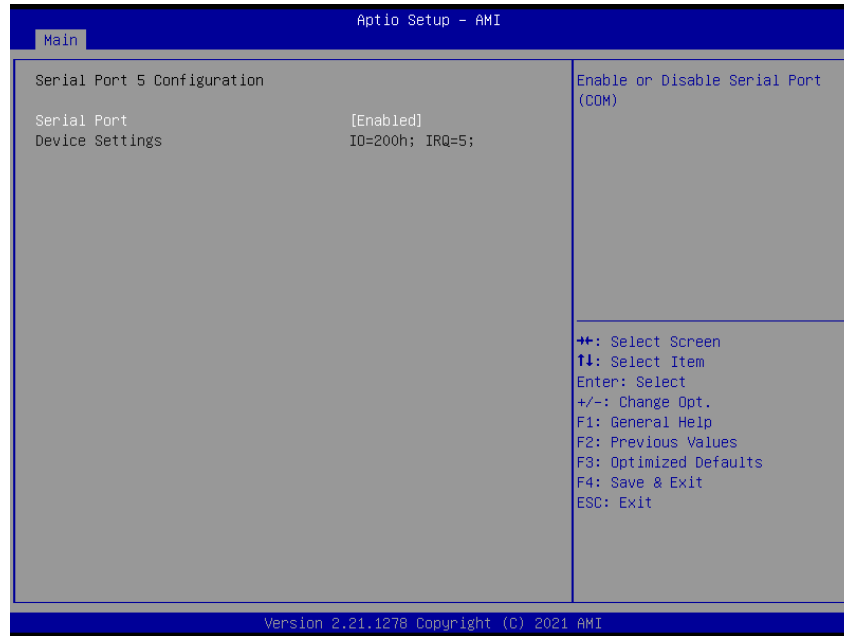 Aptio Setup – AMI
Main
Serial Port 5 Configuration
Serial Port [Enabled]
Device Settings IO=200h; IRQ=5;
Enable or Disable Serial Port
(COM)
→←: Select Screen
↑↓: Select Item
Enter: Select
+/-: Change Opt.
F1: General Help
F2: Previous Values
F3: Optimized Defaults
F4: Save & Exit
ESC: Exit
Version 2.21.1278 Copyright (C) 2021 AMI